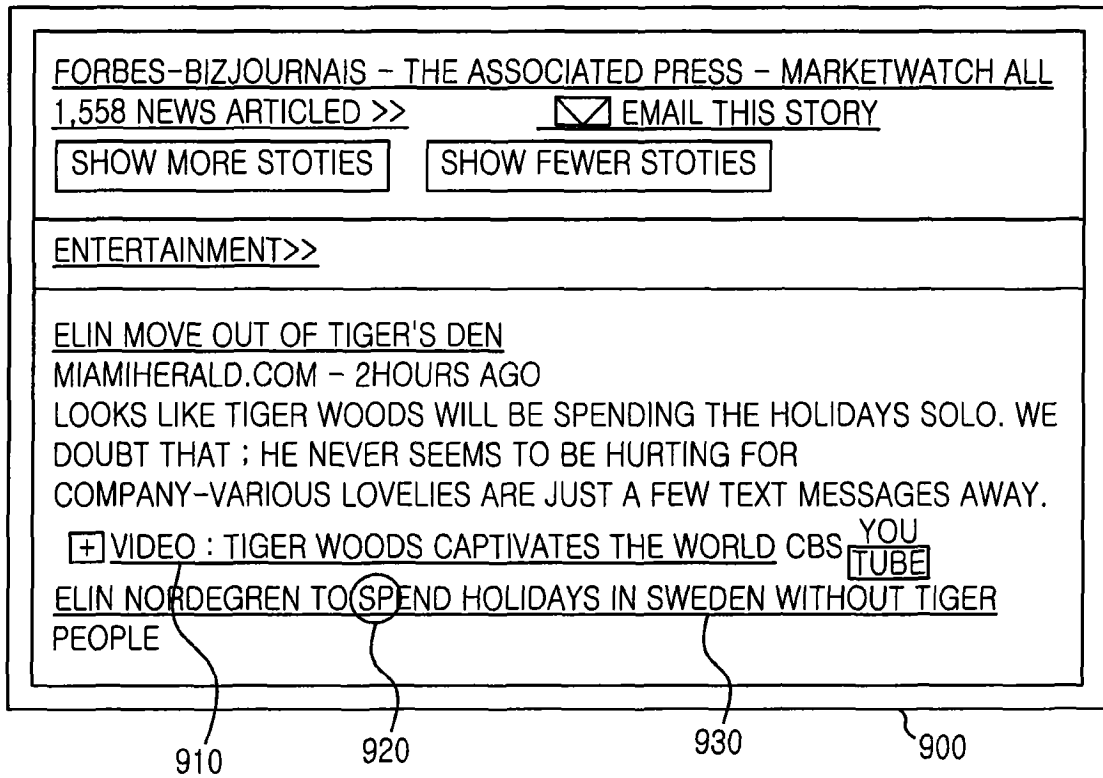 FORBES-BIZJOURNAIS - THE ASSOCIATED PRESS - MARKETWATCH ALL
1,558 NEWS ARTICLED >> EMAIL THIS STORY
SHOW MORE STOTIES SHOW FEWER STOTIES
ENTERTAINMENT>>
ELIN MOVE OUT OF TIGER'S DEN
MIAMIHERALD.COM - 2HOURS AGO
LOOKS LIKE TIGER WOODS WILL BE SPENDING THE HOLIDAYS SOLO. WE
DOUBT THAT ; HE NEVER SEEMS TO BE HURTING FOR
COMPANY-VARIOUS LOVELIES ARE JUST A FEW TEXT MESSAGES AWAY.
+ VIDEO : TIGER WOODS CAPTIVATES THE WORLD CBS YOU
TUBE
ELIN NORDEGREN TO SPEND HOLIDAYS IN SWEDEN WITHOUT TIGER
PEOPLE
910 920 930 900